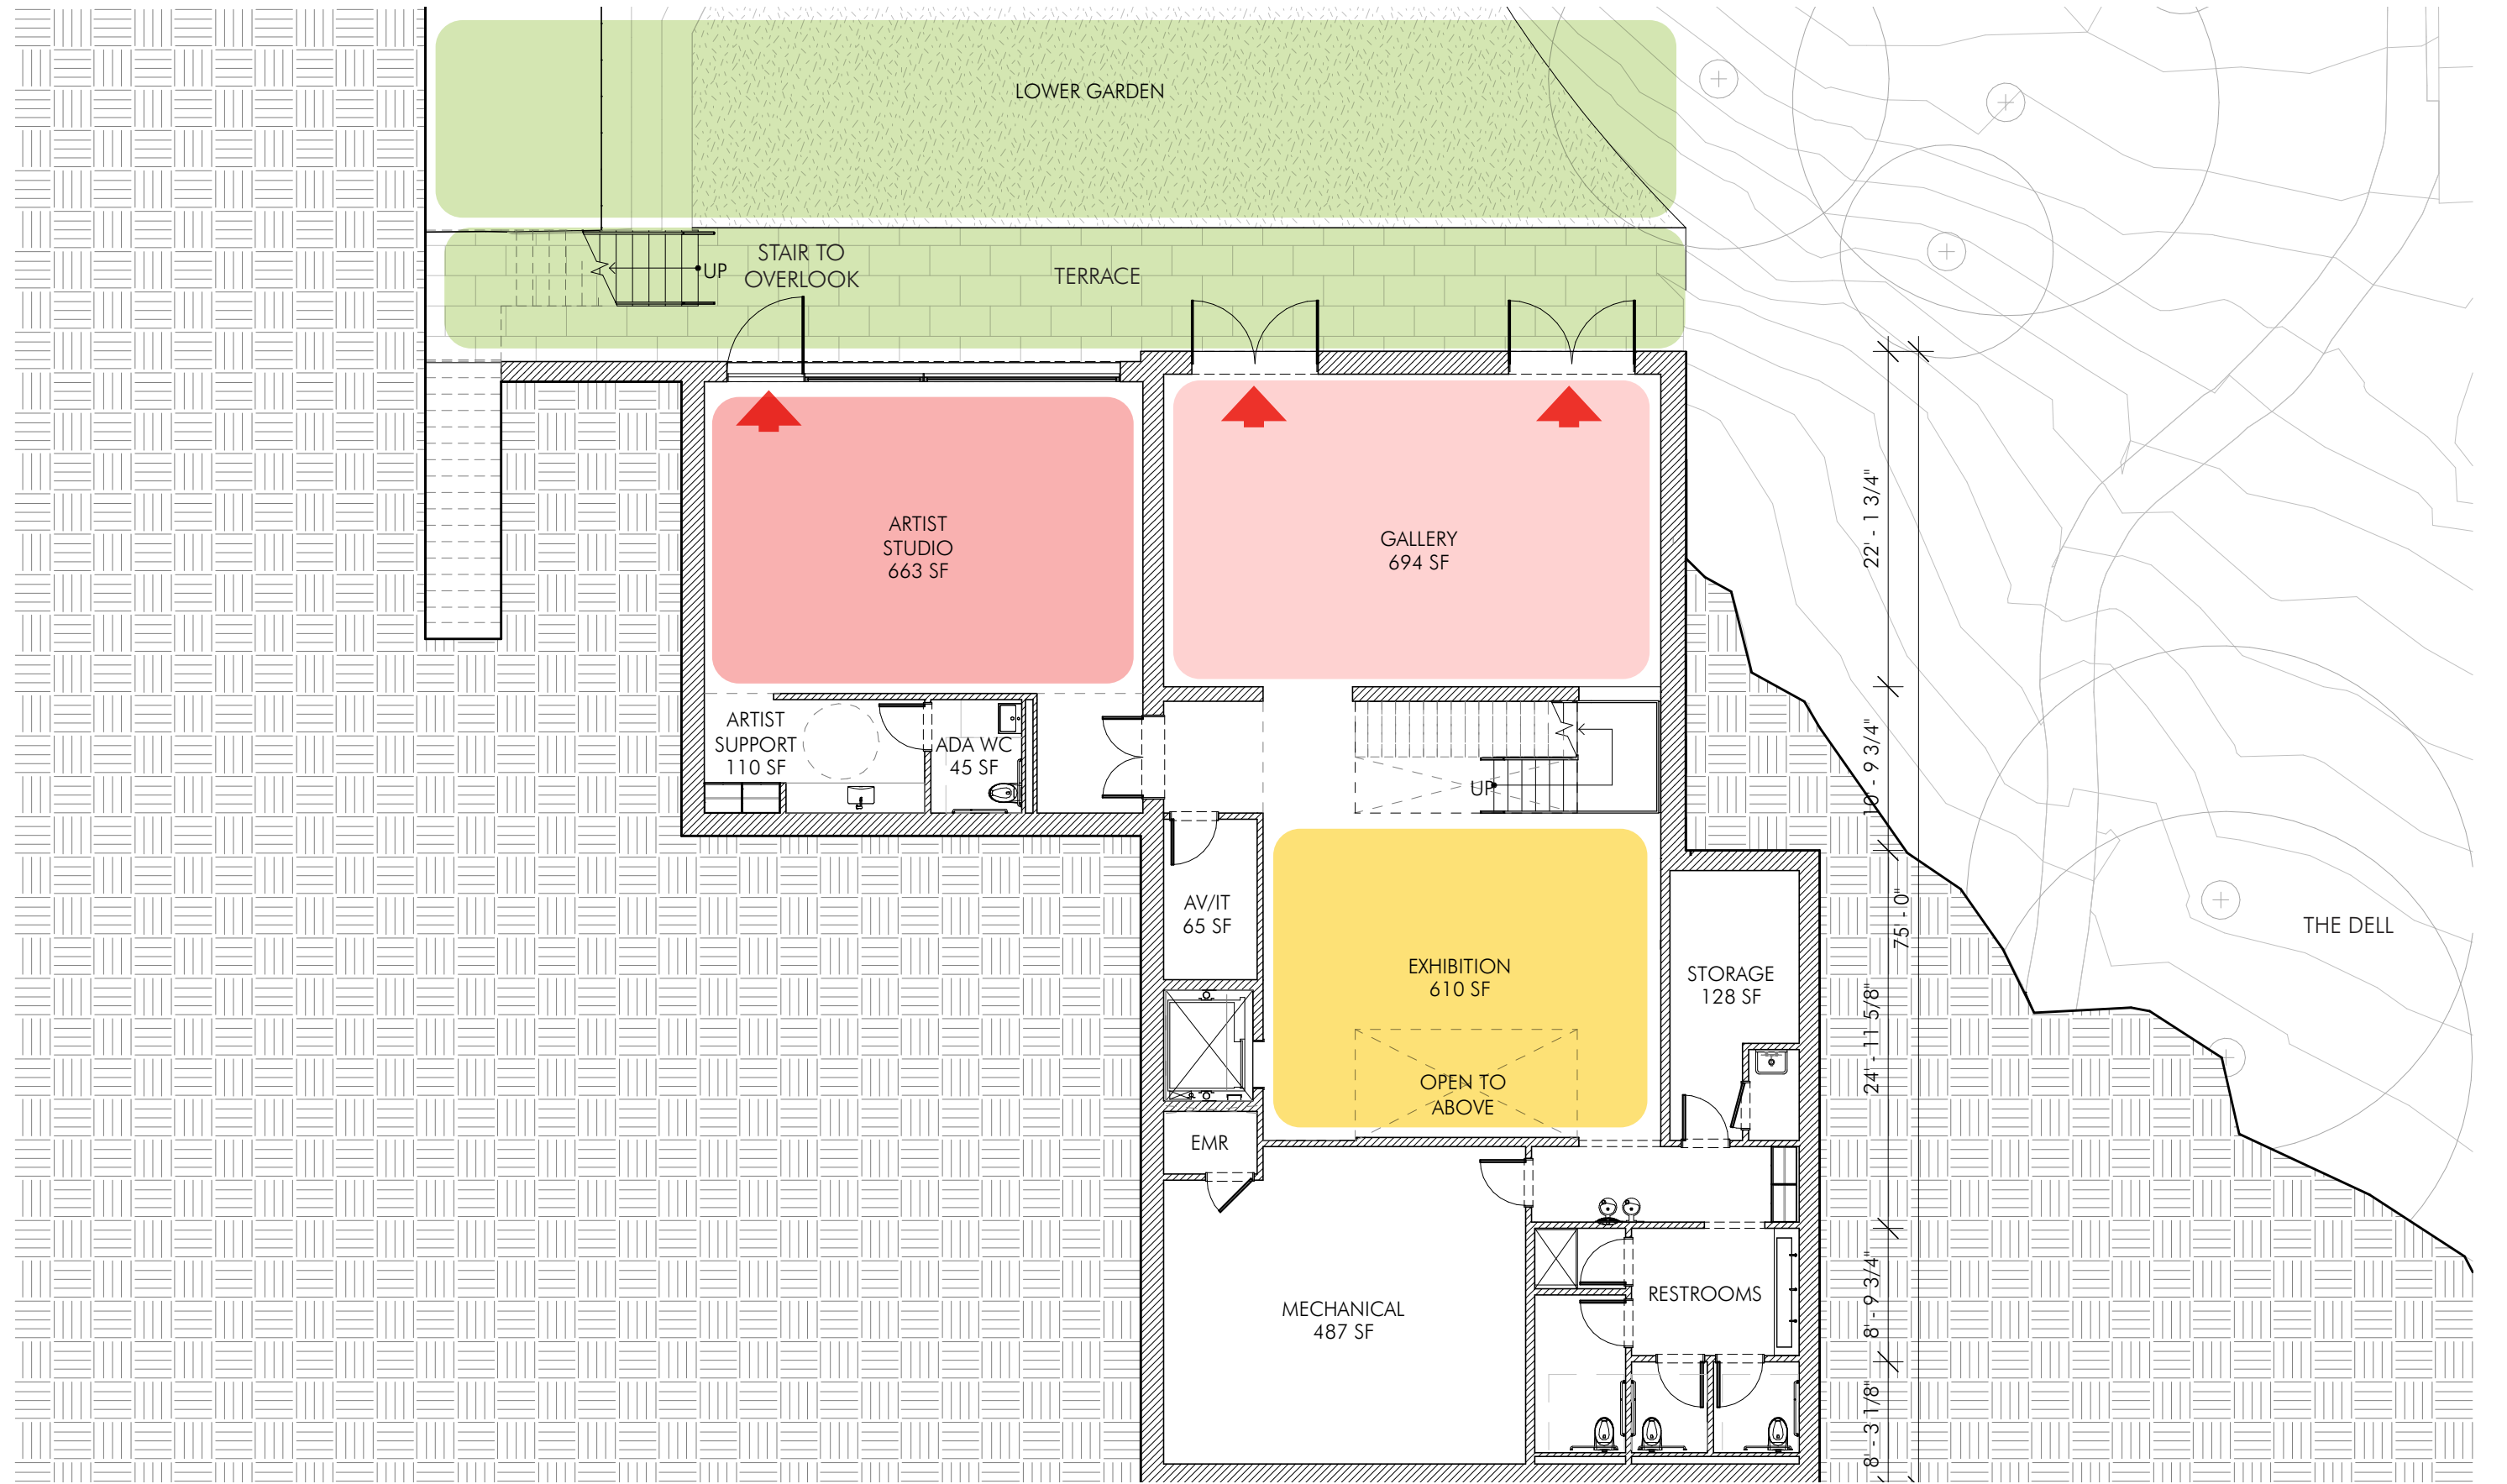 LOWER GARDEN
STAIR TO
OVERLOOK
UP
TERRACE
ARTIST
STUDIO
663 SF
GALLERY
694 SF
22' - 1 3/4"
ARTIST
SUPPORT
110 SF
ADA WC
45 SF
UP
10' - 9 3/4"
AV/IT
65 SF
EXHIBITION
610 SF
STORAGE
128 SF
75' - 0"
THE DELL
24' - 11 5/8"
OPEN TO
ABOVE
EMR
MECHANICAL
487 SF
RESTROOMS
8' - 9 3/4"
8' - 3 1/8"